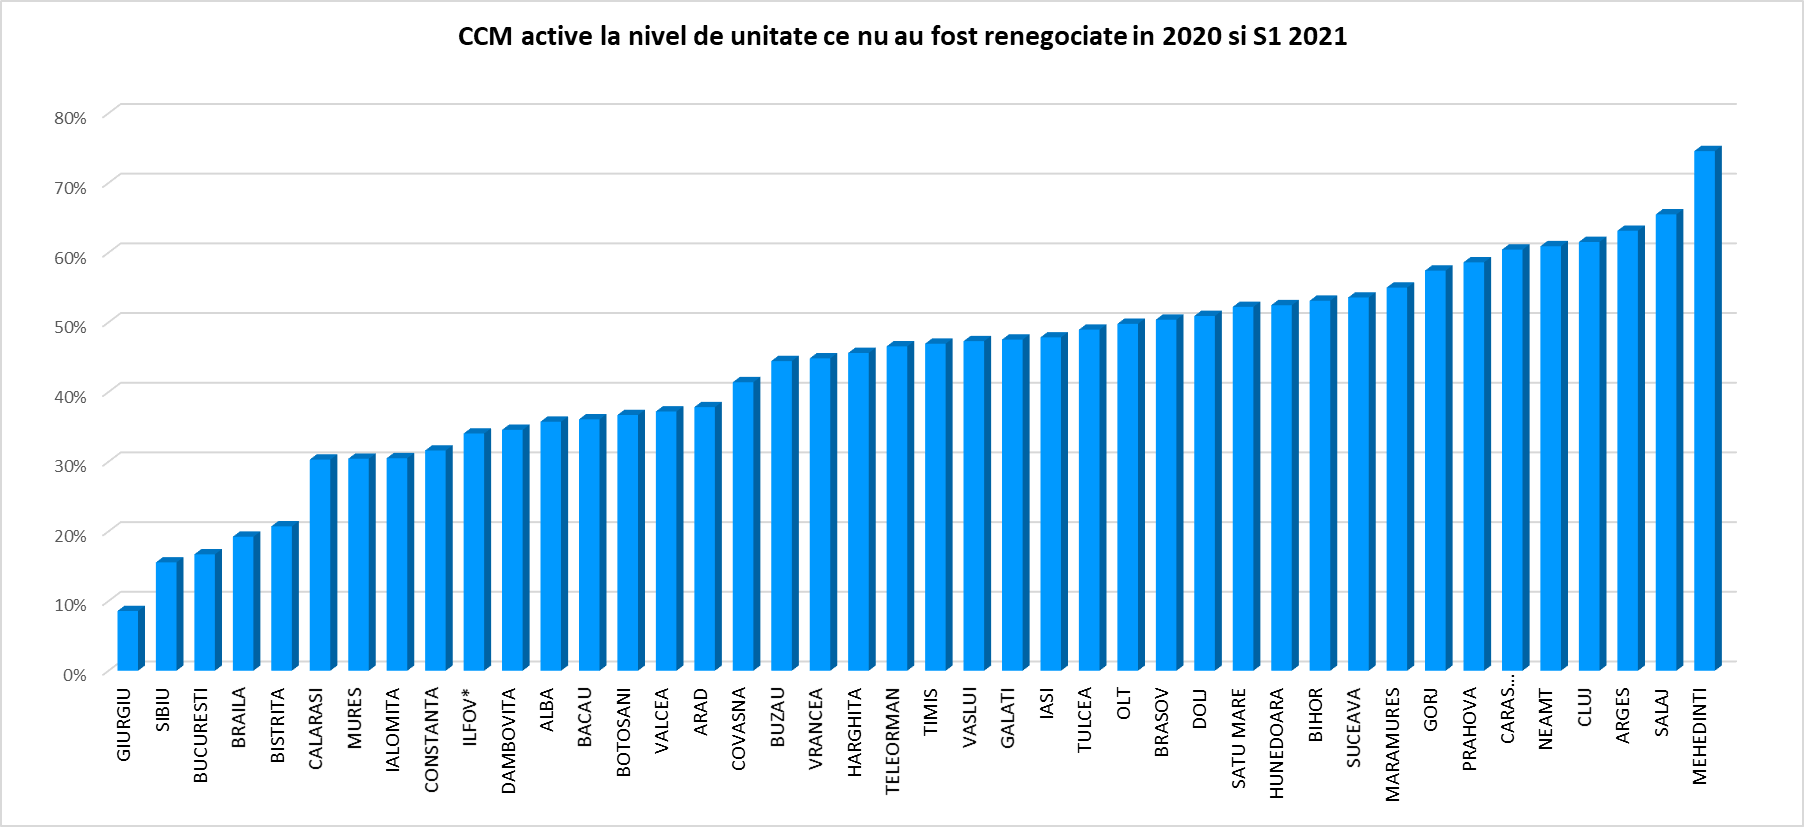 CCM active la nivel de unitate ce nu au fost renegociate in 2020 si S1 2021
80%
70%
60%
50%
40%
30%
20%
10%
0%
GIURGIU
SIBIU
BUCURESTI
BRAILA
BISTRITA
CALARASI
MURES
IALOMITA
CONSTANTA
ILFOV*
DAMBOVITA
ALBA
BACAU
BOTOSANI
VALCEA
ARAD
COVASNA
BUZAU
VRANCEA
HARGHITA
TELEORMAN
TIMIS
VASLUI
GALATI
IASI
TULCEA
OLT
BRASOV
DOLJ
SATU MARE
HUNEDOARA
BIHOR
SUCEAVA
MARAMURES
GORJ
PRAHOVA
CARAS...
NEAMT
CLUJ
ARGES
SALAJ
MEHEDINTI